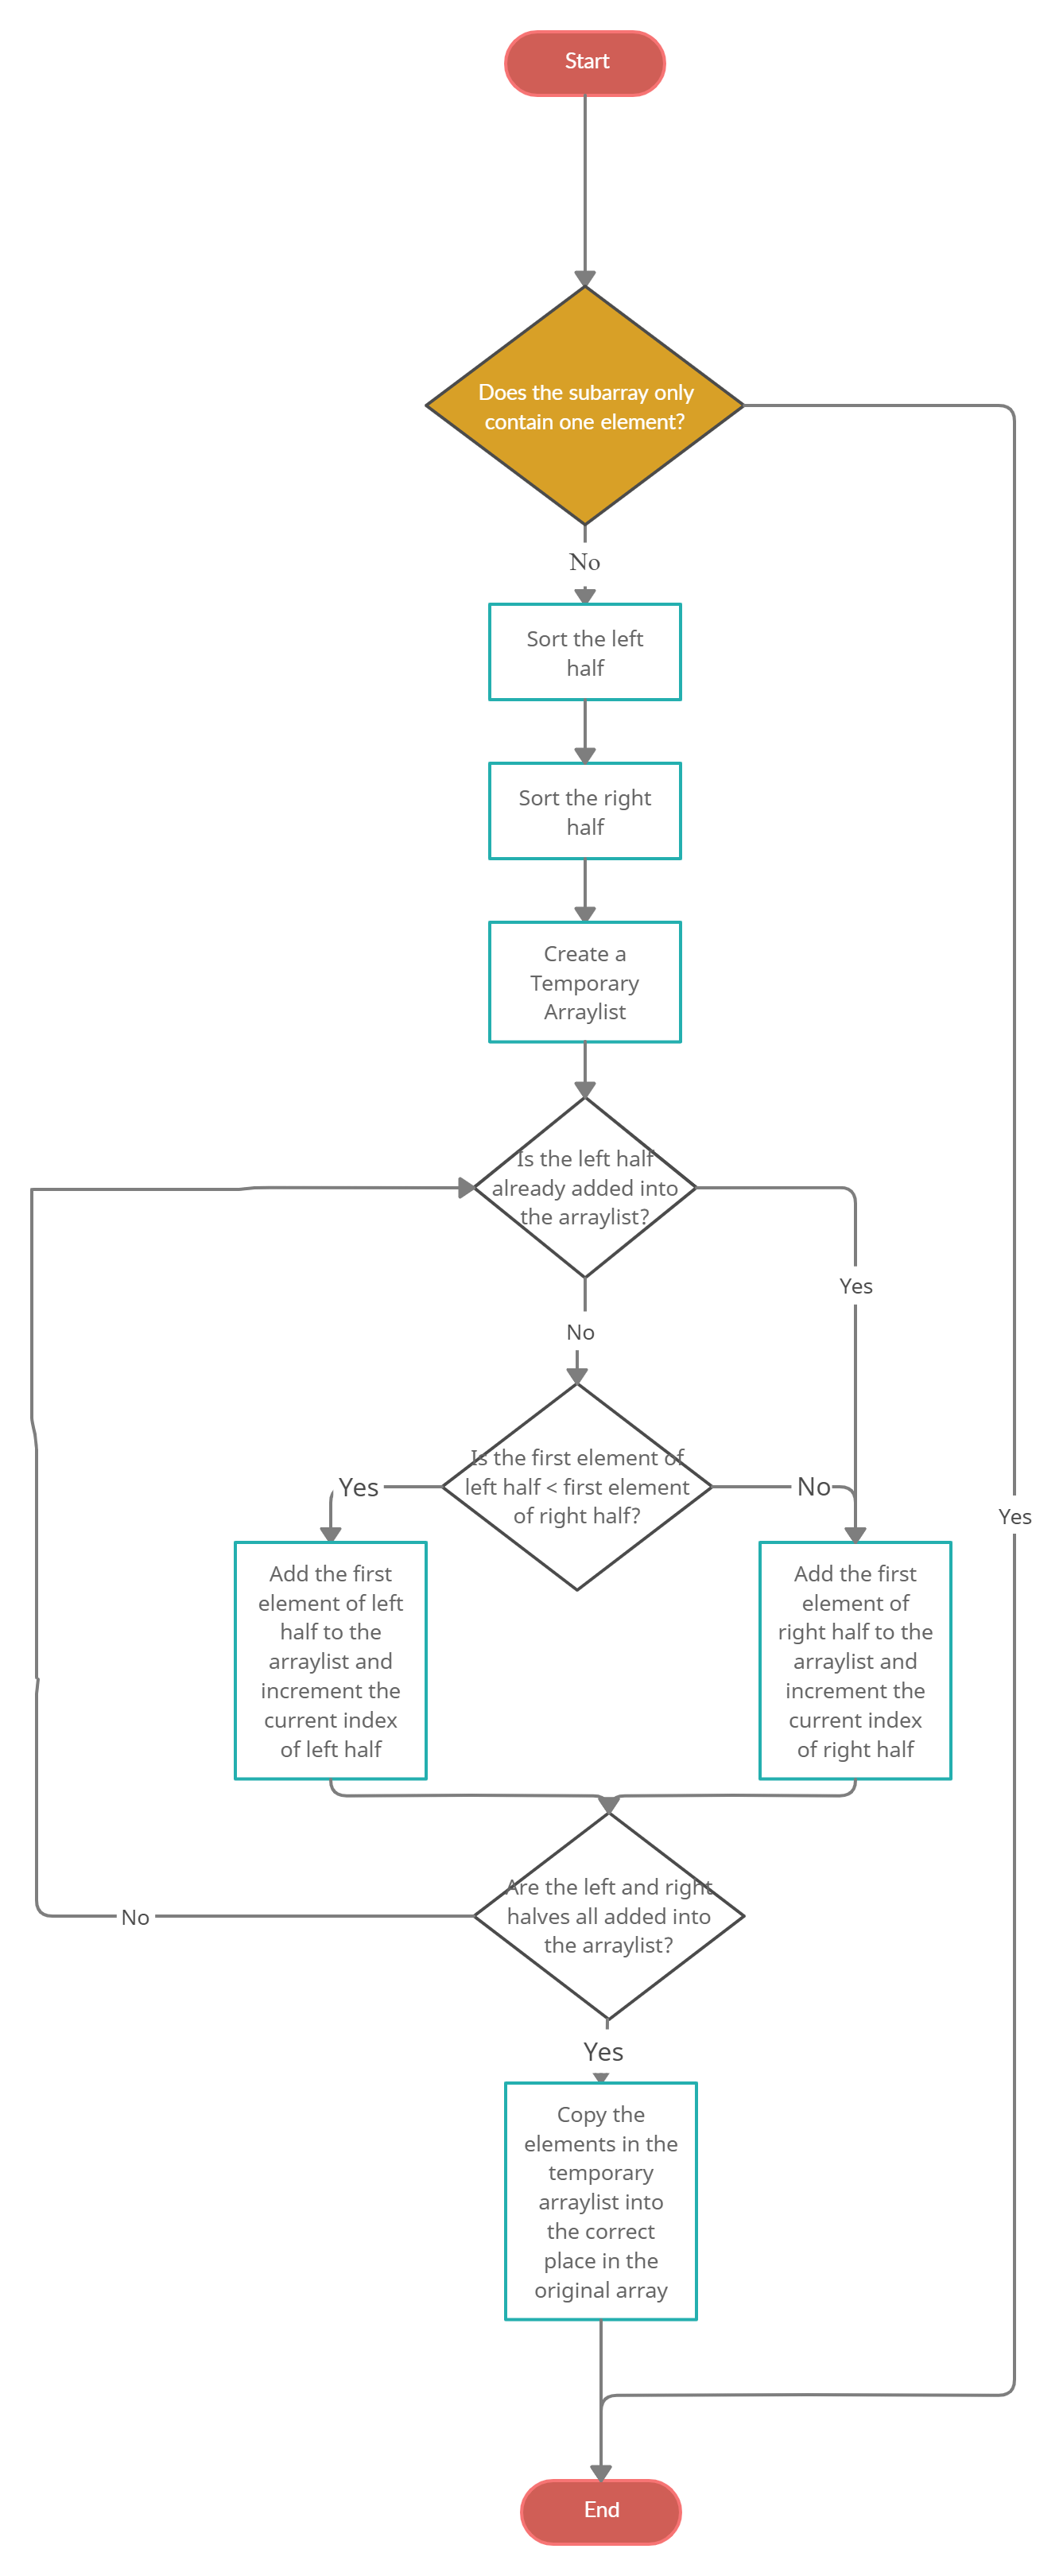 Start
Does the subarray only
contain one element?
No
Sort the left
half
Sort the right
half
Create a
Temporary
Arraylist
Is the left half
already added into
the arraylist?
Yes
No
Is the first element of
left half < first element
of right half?
Yes
No
Yes
Add the first
element of left
half to the
arraylist and
increment the
current index
of left half
Add the first
element of
right half to the
arraylist and
increment the
current index
of right half
Are the left and right
halves all added into
the arraylist?
No
Yes
Copy the
elements in the
temporary
arraylist into
the correct
place in the
original array
End